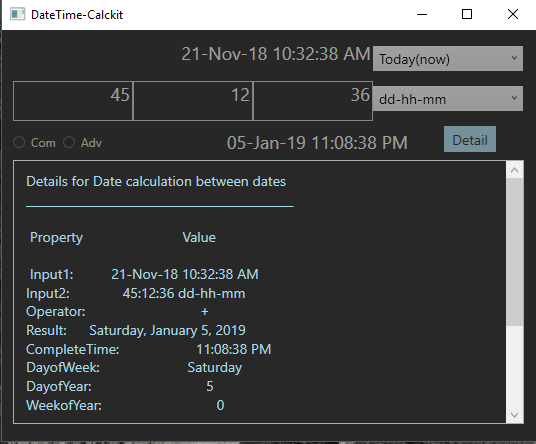 DateTime-Calckit
21-Nov-18 10:32:38 AM Today(now)
45 12 36 dd-hh-mm
Com Adv 05-Jan-19 11:08:38 PM Detail
Details for Date calculation between dates
Property Value
Input1: 21-Nov-18 10:32:38 AM
Input2: 45:12:36 dd-hh-mm
Operator: +
Result: Saturday, January 5, 2019
CompleteTime: 11:08:38 PM
DayofWeek: Saturday
DayofYear: 5
WeekofYear: 0